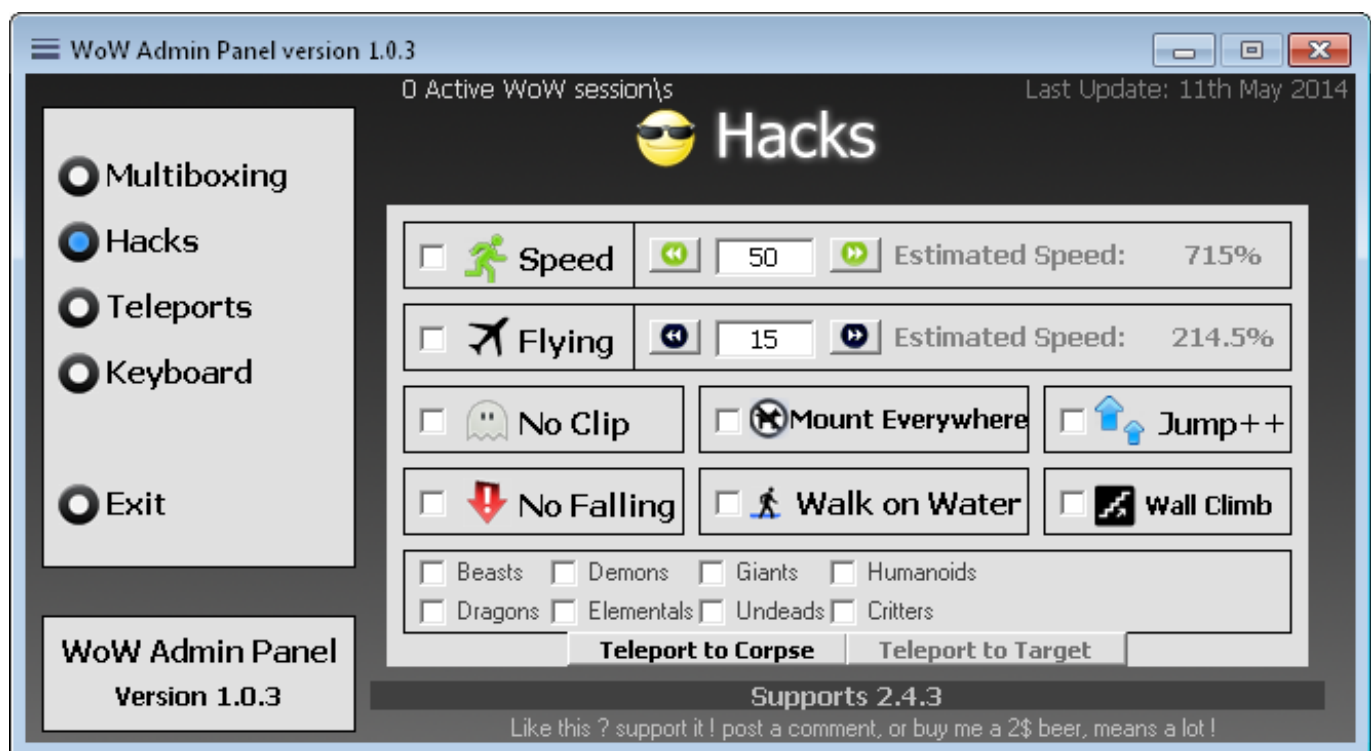 WoW Admin Panel version 1.0.3
0 Active WoW session\s
Last Update: 11th May 2014
Hacks
Multiboxing
Hacks
Teleports
Keyboard
Exit
WoW Admin Panel
Version 1.0.3
Speed 50 Estimated Speed: 715%
Flying 15 Estimated Speed: 214.5%
No Clip Mount Everywhere Jump++
No Falling Walk on Water Wall Climb
Beasts Demons Giants Humanoids
Dragons Elementals Undeads Critters
Teleport to Corpse Teleport to Target
Supports 2.4.3
Like this ? support it ! post a comment, or buy me a 2$ beer, means a lot !